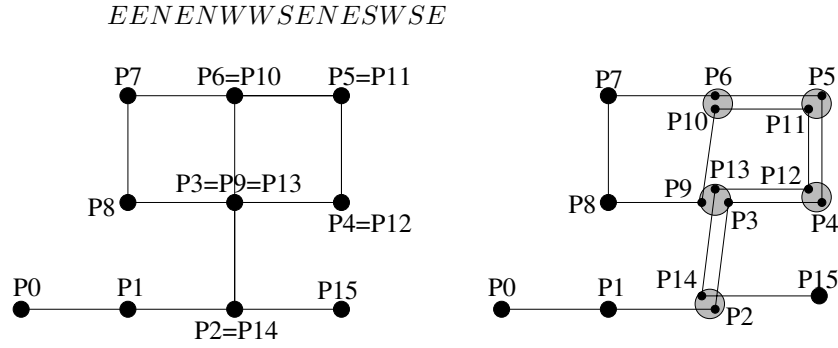 EENENWWSENESWSE
P7 P6=P10 P5=P11
P3=P9=P13
P8 P4=P12
P0 P1 P15
P2=P14
P7 P6 P5
P10 P11
P13 P12
P9
P8 P3 P4
P14 P15
P0 P1
P2